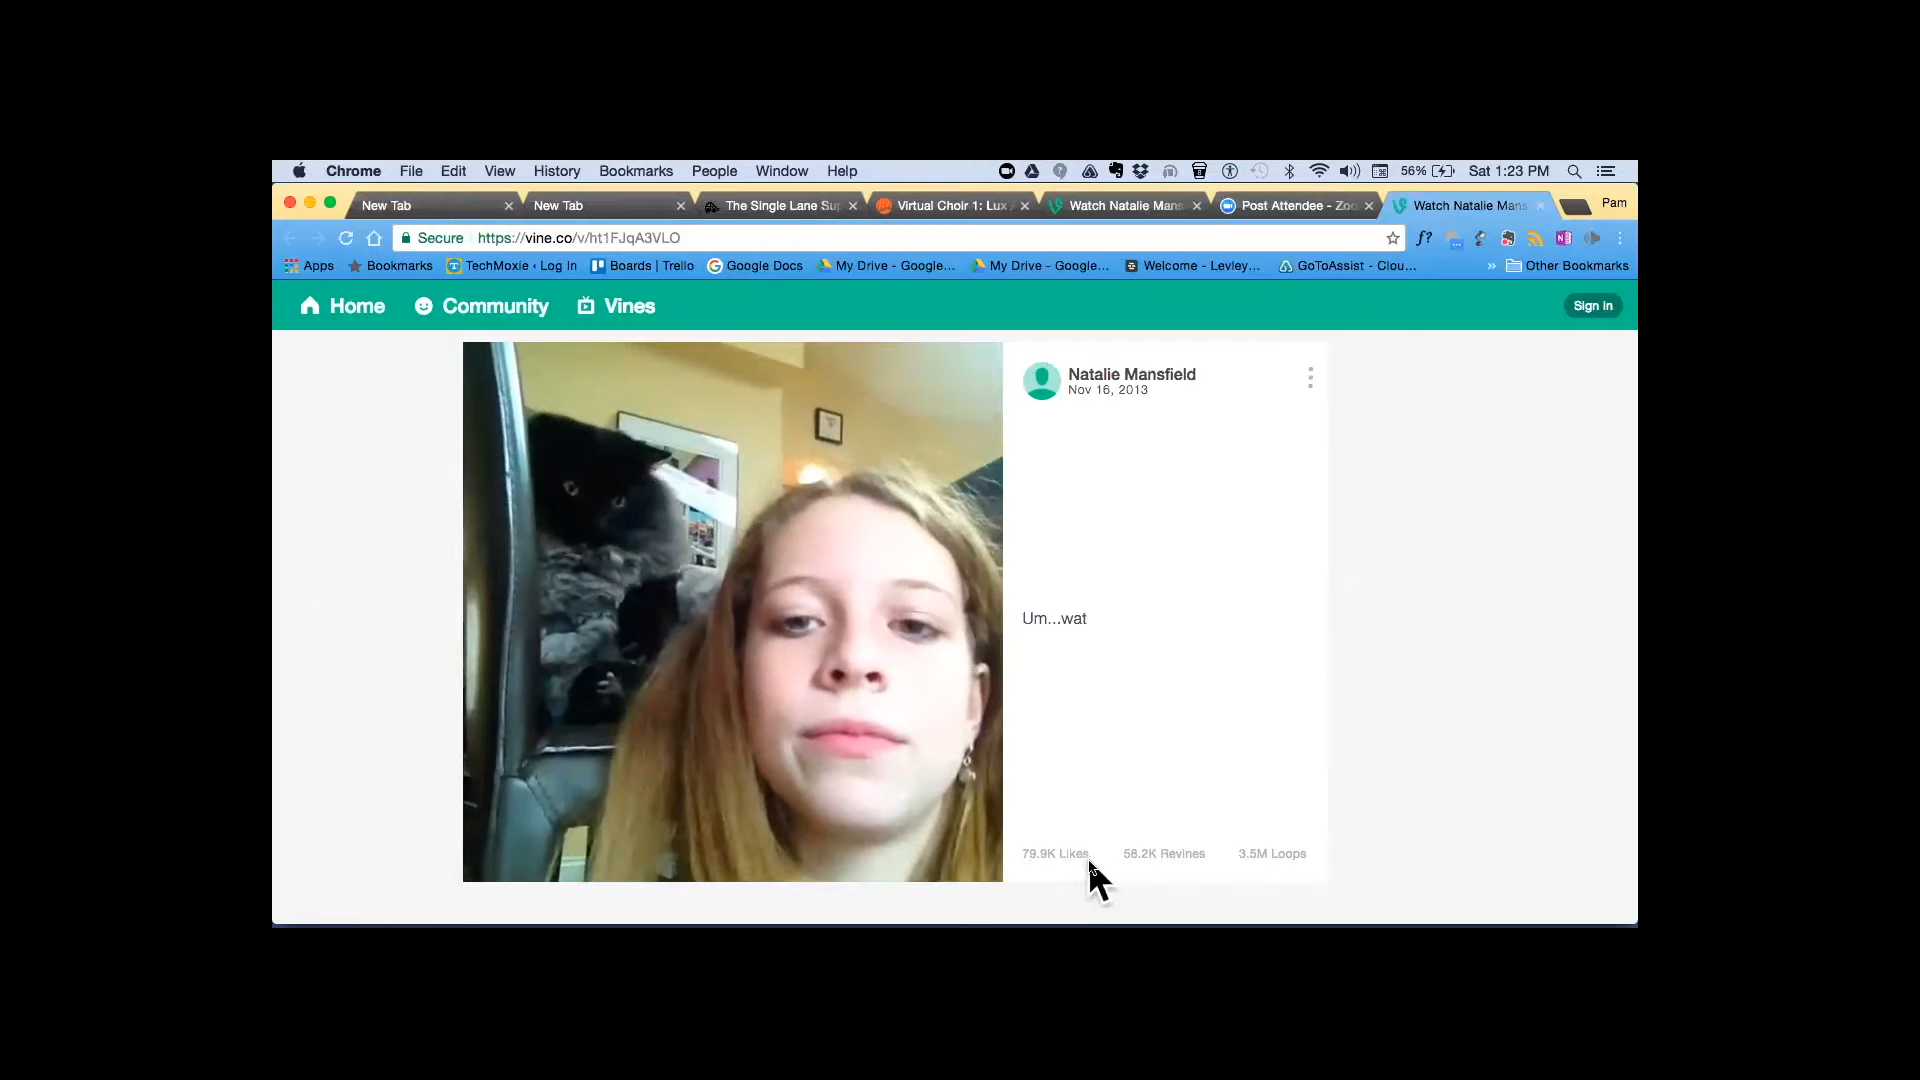 Chrome File Edit View History Bookmarks People Window Help 56% Sat 1:23 PM
New Tab New Tab The Single Lane Su Virtual Choir 1: Lux Watch Natalie Mans Post Attendee - Zoo Watch Natalie Mans Pam
Secure https://vine.co/v/ht1FJqA3VLO f?
Apps Bookmarks TechMoxie ‹ Log In Boards | Trello Google Docs My Drive - Google... My Drive - Google... Welcome - Levley... GoToAssist - Clou... » Other Bookmarks
Home Community Vines Sign in
Natalie Mansfield
Nov 16, 2013
Um...wat
79.9K Likes 58.2K Revines 3.5M Loops